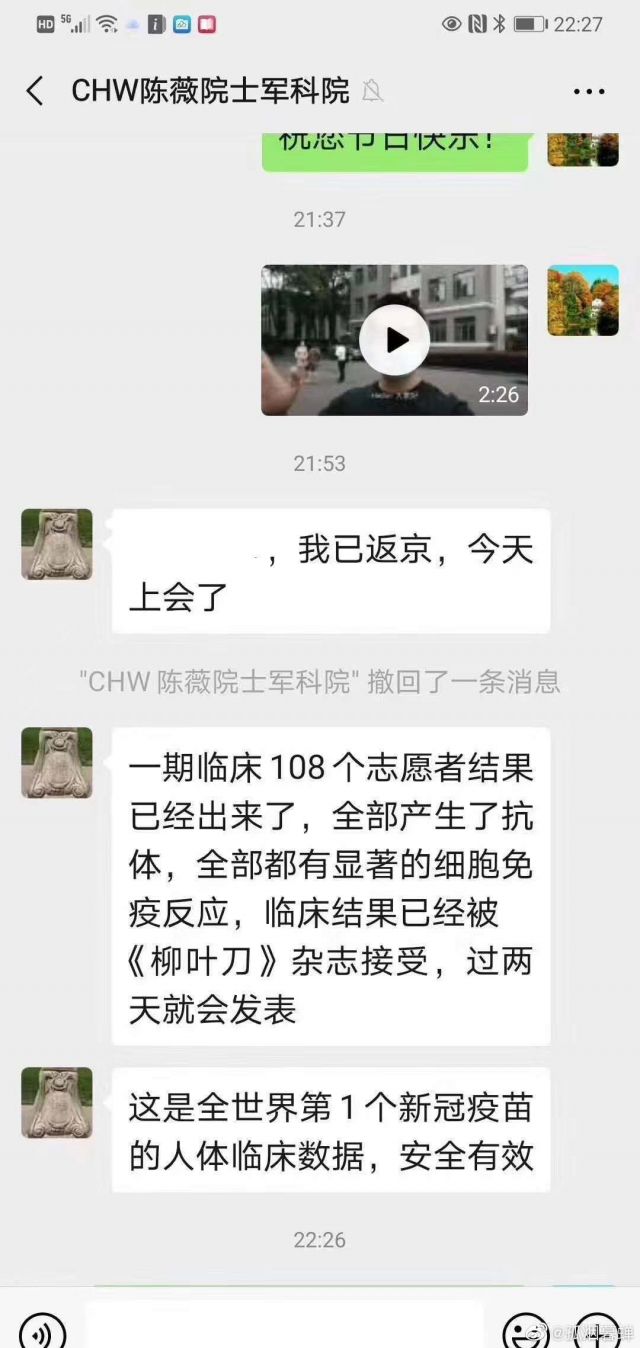 HD 5G 22:27
CHW陈薇院士军科院
祝您节日快乐!
21:37
2:26
21:53
，我已返京，今天
上会了
"CHW 陈薇院士军科院" 撤回了一条消息
一期临床 108 个志愿者结果
已经出来了，全部产生了抗
体，全部都有显著的细胞免
疫反应，临床结果已经被
《柳叶刀》杂志接受，过两
天就会发表
这是全世界第 1 个新冠疫苗
的人体临床数据，安全有效
22:26